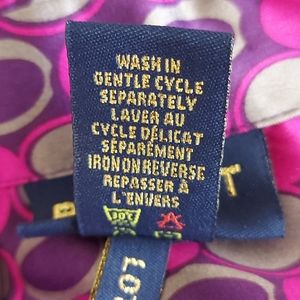 WASH IN
GENTLE CYCLE
SEPARATELY
LAVER AU
CYCLE DÉLICAT
SÉPARÉMENT
IRON ON REVERSE
REPASSER À
L'ENVERS